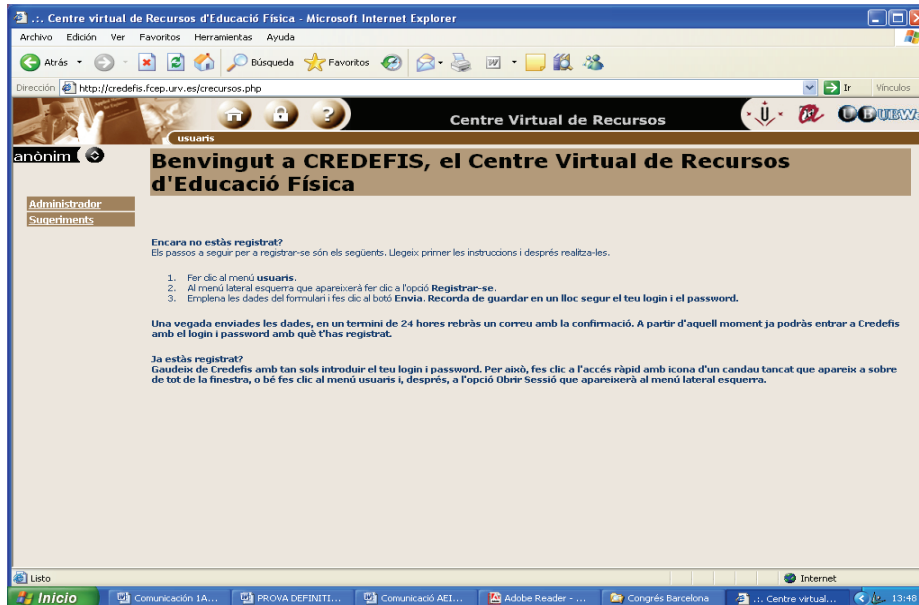 .:. Centre virtual de Recursos d'Educació Física - Microsoft Internet Explorer
Archivo Edición Ver Favoritos Herramientas Ayuda
Atrás Búsqueda Favoritos
Dirección http://credefis.fcep.urv.es/crecursos.php Ir Vínculos
Centre Virtual de Recursos
usuaris
anònim
Benvingut a CREDEFIS, el Centre Virtual de Recursos
d'Educació Física
Administrador
Sugeriments
Encara no estàs registrat?
Els passos a seguir per a registrar-se són els següents. Llegeix primer les instruccions i després realitza-les.
1. Fer clic al menú usuaris.
2. Al menú lateral esquerra que apareixerà fer clic a l'opció Registrar-se.
3. Emplena les dades del formulari i fes clic al botó Envia. Recorda de guardar en un lloc segur el teu login i el password.
Una vegada enviades les dades, en un termini de 24 hores rebràs un correu amb la confirmació. A partir d'aquell moment ja podràs entrar a Credefis
amb el login i password amb què t'has registrat.
Ja estàs registrat?
Gaudeix de Credefis amb tan sols introduir el teu login i password. Per això, fes clic a l'accés ràpid amb icona d'un candau tancat que apareix a sobre
de tot de la finestra, o bé fes clic al menú usuaris i, després, a l'opció Obrir Sessió que apareixerà al menú lateral esquerra.
Listo Internet
Inicio Comunicación 1A... PROVA DEFINITI... Comunicació AEI... Adobe Reader - ... Congrés Barcelona .:. Centre virtual... 13:48